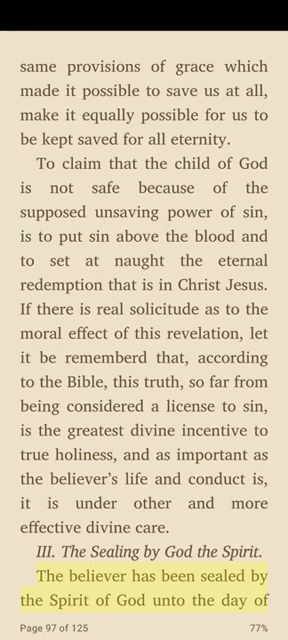 same provisions of grace which
made it possible to save us at all,
make it equally possible for us to
be kept saved for all eternity.
To claim that the child of God
is not safe because of the
supposed unsaving power of sin,
is to put sin above the blood and
to set at naught the eternal
redemption that is in Christ Jesus.
If there is real solicitude as to the
moral effect of this revelation, let
it be rememberd that, according
to the Bible, this truth, so far from
being considered a license to sin,
is the greatest divine incentive to
true holiness, and as important as
the believer's life and conduct is,
it is under other and more
effective divine care.
III. The Sealing by God the Spirit.
The believer has been sealed by
the Spirit of God unto the day of
Page 97 of 125 77%